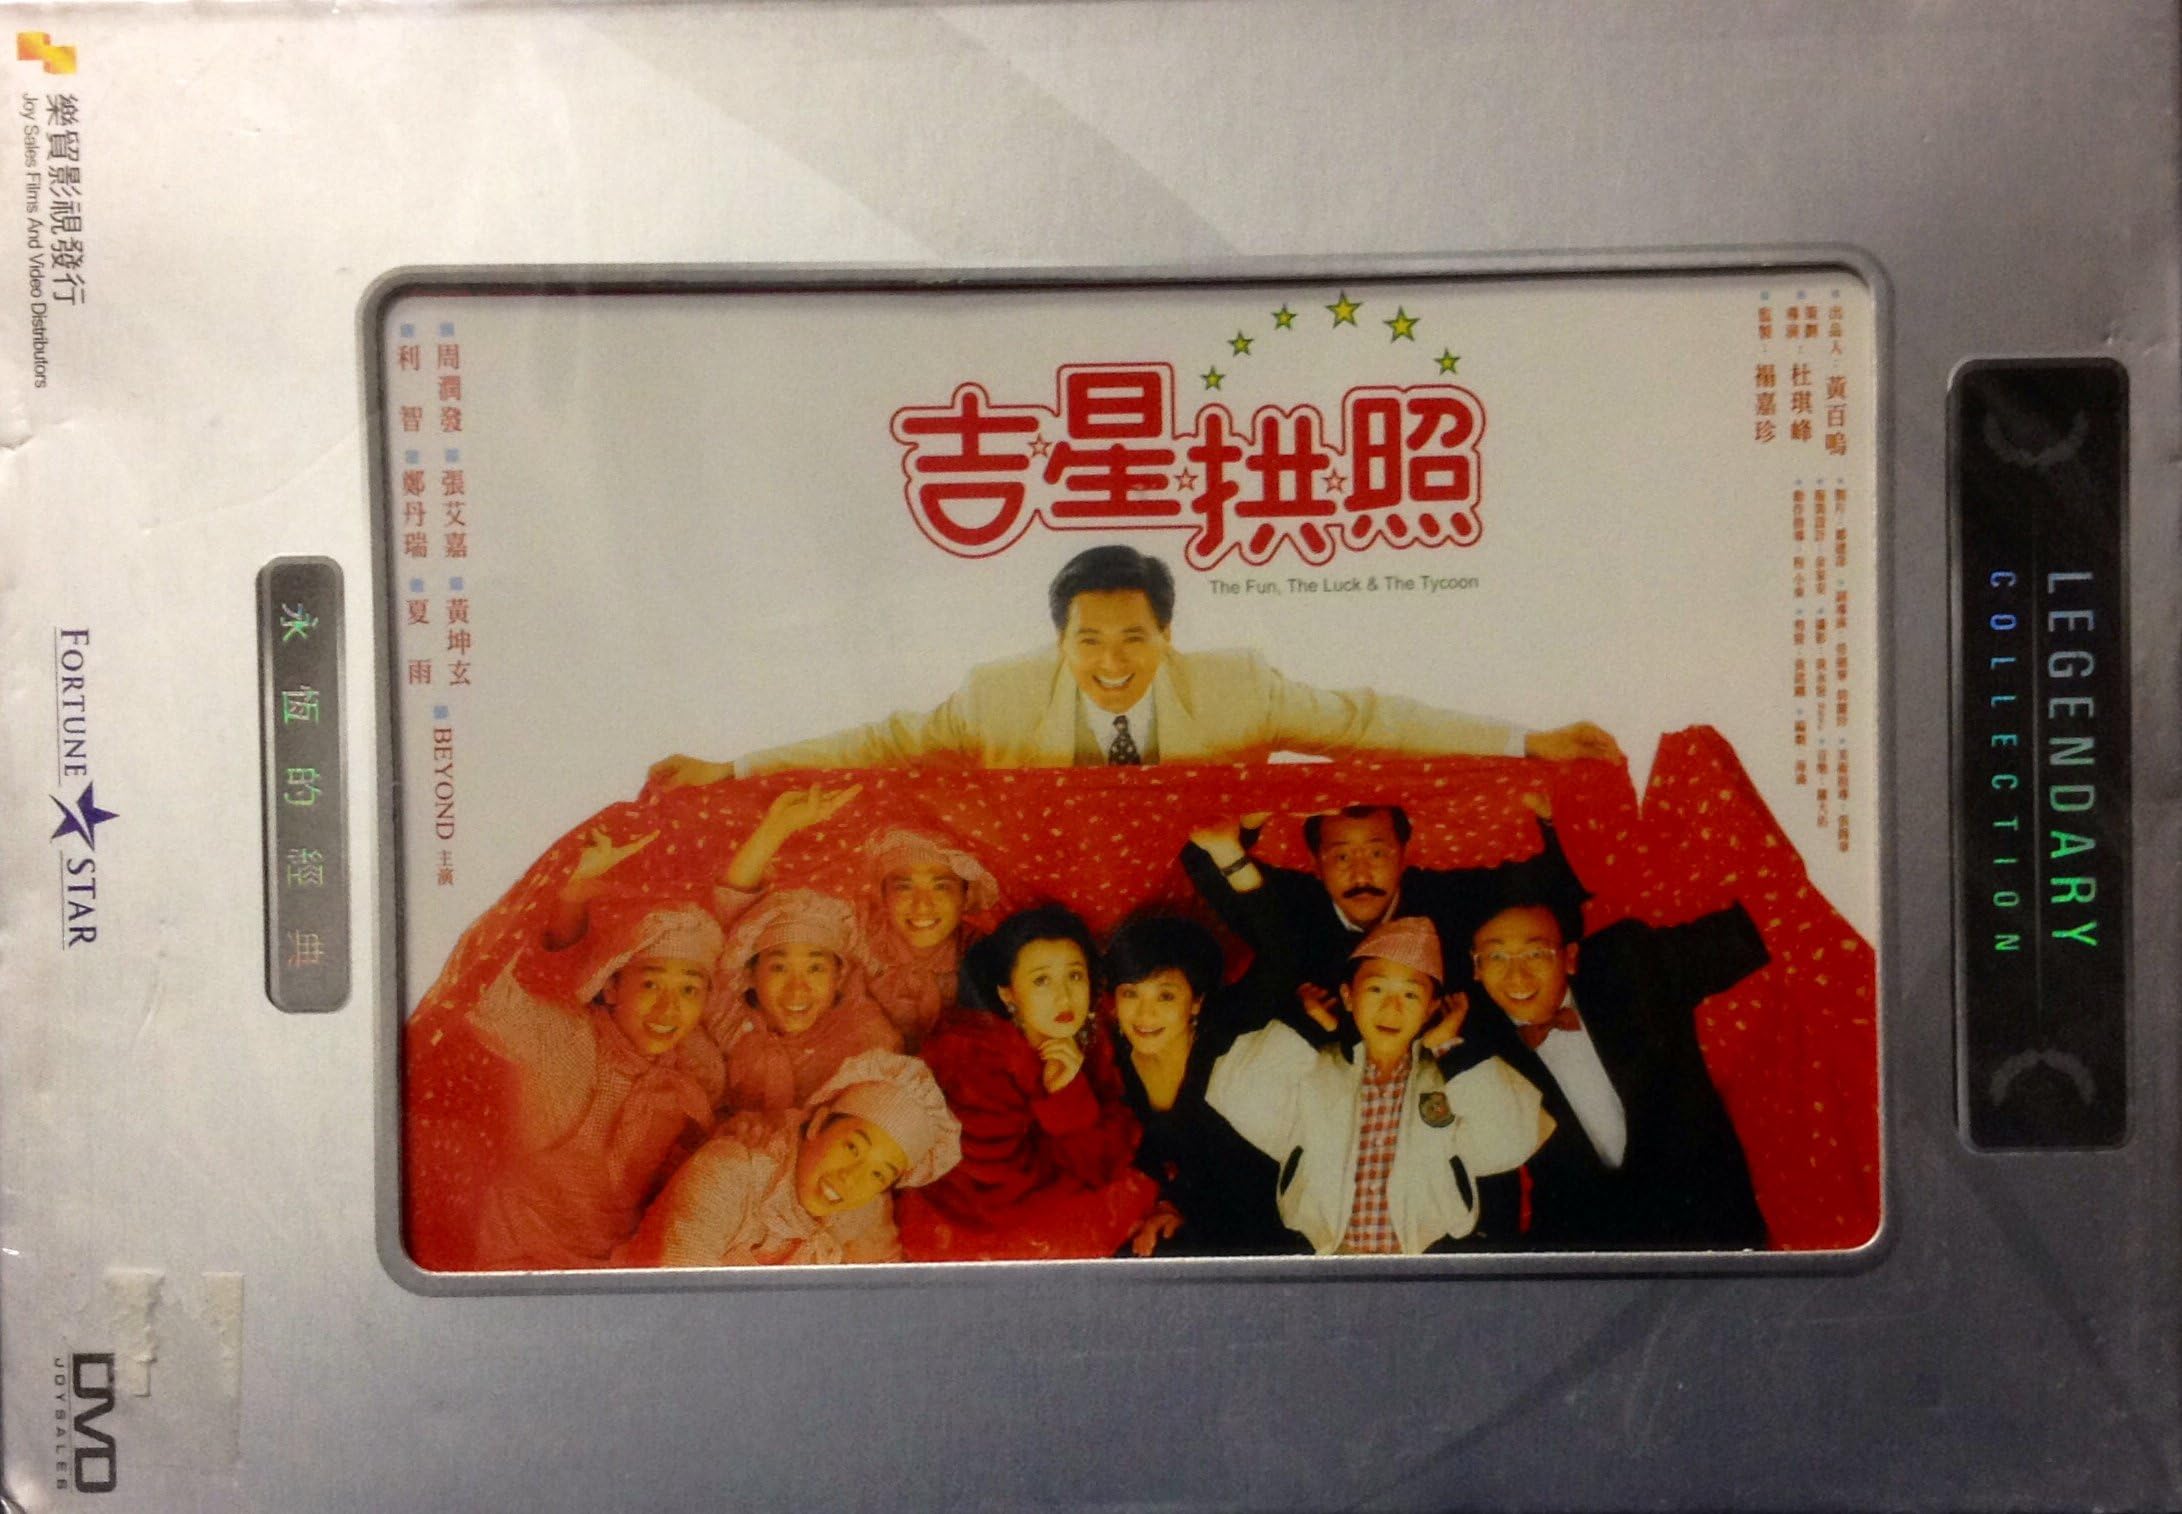 LEGENDARY
COLLECTION
吉星拱照
The Fun, The Luck & The Tycoon
出品人：黃百鳴
策劃
導演：杜琪峰
監製：楊嘉珍
周潤發
張艾嘉
黃坤玄
BEYOND 主演
利智
鄭丹瑞
夏雨
永恆的經典
樂貿影視發行
Joy Sales Films And Video Distributors
FORTUNE STAR
DVD
JOYSALES